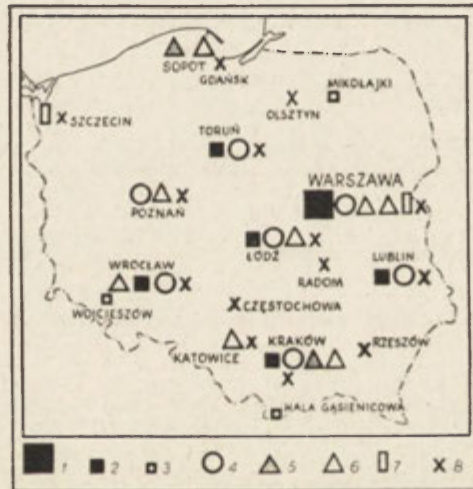 SOPOT
GDAŃSK
MIKOŁAJKI
OLSZTYN
SZCZECIN
TORUŃ
WARSZAWA
POZNAŃ
ŁÓDŹ
LUBLIN
WROCŁAW
RADOM
WOJCIESZÓW
CZĘSTOCHOWA
KATOWICE
KRAKÓW
RZESZÓW
HALA GĄSIENICOWA
1 2 3 4 5 6 7 8